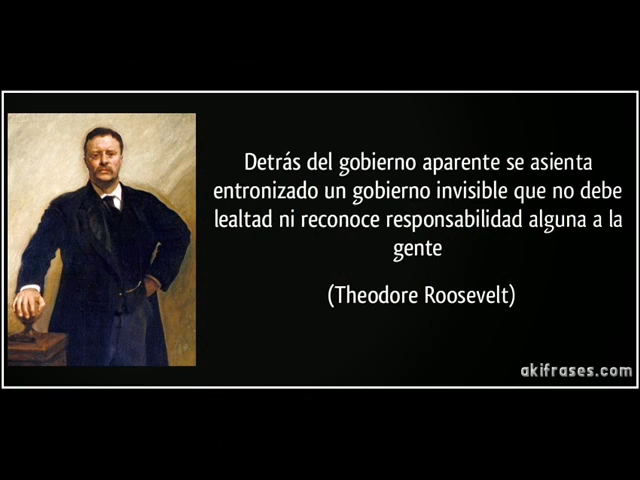 Detrás del gobierno aparente se asienta
entronizado un gobierno invisible que no debe
lealtad ni reconoce responsabilidad alguna a la
gente
(Theodore Roosevelt)
akifrases.com